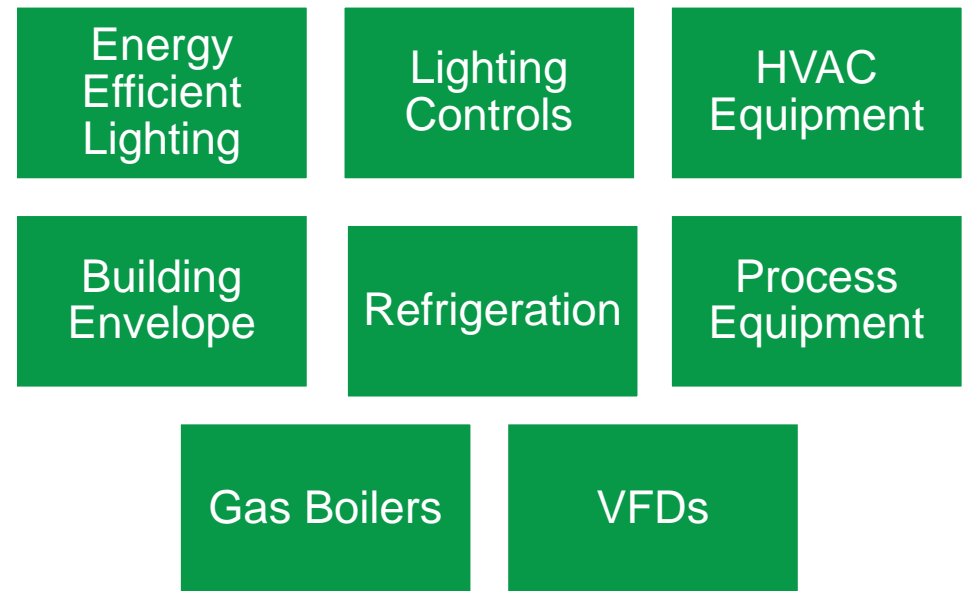 Energy
Efficient
Lighting
Lighting
Controls
HVAC
Equipment
Building
Envelope
Refrigeration
Process
Equipment
Gas Boilers
VFDs